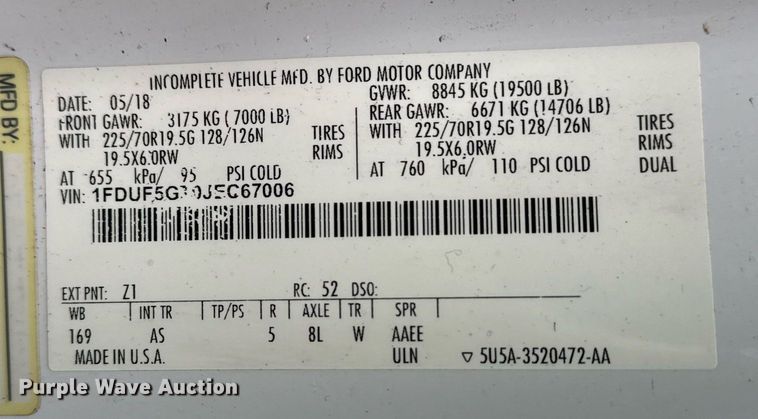 MFD BY:
INCOMPLETE VEHICLE MFD. BY FORD MOTOR COMPANY
DATE: 05/18 GVWR: 8845 KG (19500 LB)
FRONT GAWR: 3175 KG ( 7000 LB) REAR GAWR: 6671 KG (14706 LB)
WITH 225/70R19.5G 128/126N TIRES WITH 225/70R19.5G 128/126N TIRES
19.5X6.0RW RIMS 19.5X6.0RW RIMS
AT 655 kPa/ 95 PSI COLD AT 760 kPa/ 110 PSI COLD DUAL
VIN:
EXT PNT: Z1 RC: 52 DSO:
WB INT TR TP/PS R AXLE TR SPR
169 AS 5 8L W AAEE
MADE IN U.S.A. ULN ▽ 5U5A-3520472-AA
Purple Wave Auction